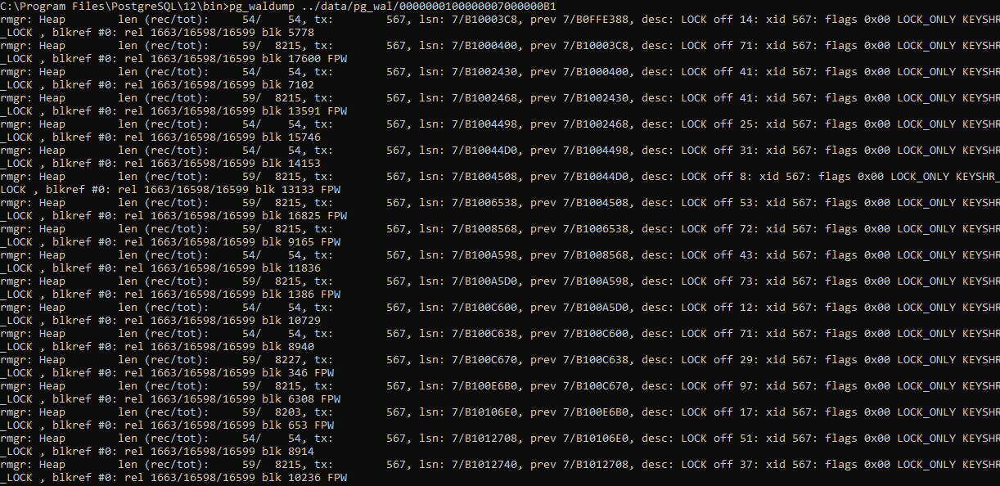 C:\Program Files\PostgreSQL\12\bin>pg_waldump ../data/pg_wal/0000000100000007000000B1
rmgr: Heap        len (rec/tot):     54/    54, tx:        567, lsn: 7/B10003C8, prev 7/B0FFE388, desc: LOCK off 14: xid 567: flags 0x00 LOCK_ONLY KEYSHR
_LOCK , blkref #0: rel 1663/16598/16599 blk 5778
rmgr: Heap        len (rec/tot):     59/  8215, tx:        567, lsn: 7/B1000400, prev 7/B10003C8, desc: LOCK off 71: xid 567: flags 0x00 LOCK_ONLY KEYSHR
_LOCK , blkref #0: rel 1663/16598/16599 blk 17600 FPW
rmgr: Heap        len (rec/tot):     54/    54, tx:        567, lsn: 7/B1002430, prev 7/B1000400, desc: LOCK off 41: xid 567: flags 0x00 LOCK_ONLY KEYSHR
_LOCK , blkref #0: rel 1663/16598/16599 blk 7102
rmgr: Heap        len (rec/tot):     59/  8215, tx:        567, lsn: 7/B1002468, prev 7/B1002430, desc: LOCK off 41: xid 567: flags 0x00 LOCK_ONLY KEYSHR
_LOCK , blkref #0: rel 1663/16598/16599 blk 13591 FPW
rmgr: Heap        len (rec/tot):     54/    54, tx:        567, lsn: 7/B1004498, prev 7/B1002468, desc: LOCK off 25: xid 567: flags 0x00 LOCK_ONLY KEYSHR
_LOCK , blkref #0: rel 1663/16598/16599 blk 15746
rmgr: Heap        len (rec/tot):     54/    54, tx:        567, lsn: 7/B10044D0, prev 7/B1004498, desc: LOCK off 31: xid 567: flags 0x00 LOCK_ONLY KEYSHR
_LOCK , blkref #0: rel 1663/16598/16599 blk 14153
rmgr: Heap        len (rec/tot):     59/  8215, tx:        567, lsn: 7/B1004508, prev 7/B10044D0, desc: LOCK off 8: xid 567: flags 0x00 LOCK_ONLY KEYSHR_
LOCK , blkref #0: rel 1663/16598/16599 blk 13133 FPW
rmgr: Heap        len (rec/tot):     59/  8215, tx:        567, lsn: 7/B1006538, prev 7/B1004508, desc: LOCK off 53: xid 567: flags 0x00 LOCK_ONLY KEYSHR
_LOCK , blkref #0: rel 1663/16598/16599 blk 16825 FPW
rmgr: Heap        len (rec/tot):     59/  8215, tx:        567, lsn: 7/B1008568, prev 7/B1006538, desc: LOCK off 72: xid 567: flags 0x00 LOCK_ONLY KEYSHR
_LOCK , blkref #0: rel 1663/16598/16599 blk 9165 FPW
rmgr: Heap        len (rec/tot):     54/    54, tx:        567, lsn: 7/B100A598, prev 7/B1008568, desc: LOCK off 43: xid 567: flags 0x00 LOCK_ONLY KEYSHR
_LOCK , blkref #0: rel 1663/16598/16599 blk 11836
rmgr: Heap        len (rec/tot):     59/  8215, tx:        567, lsn: 7/B100A5D0, prev 7/B100A598, desc: LOCK off 73: xid 567: flags 0x00 LOCK_ONLY KEYSHR
_LOCK , blkref #0: rel 1663/16598/16599 blk 1386 FPW
rmgr: Heap        len (rec/tot):     54/    54, tx:        567, lsn: 7/B100C600, prev 7/B100A5D0, desc: LOCK off 12: xid 567: flags 0x00 LOCK_ONLY KEYSHR
_LOCK , blkref #0: rel 1663/16598/16599 blk 10729
rmgr: Heap        len (rec/tot):     54/    54, tx:        567, lsn: 7/B100C638, prev 7/B100C600, desc: LOCK off 71: xid 567: flags 0x00 LOCK_ONLY KEYSHR
_LOCK , blkref #0: rel 1663/16598/16599 blk 8940
rmgr: Heap        len (rec/tot):     59/  8227, tx:        567, lsn: 7/B100C670, prev 7/B100C638, desc: LOCK off 29: xid 567: flags 0x00 LOCK_ONLY KEYSHR
_LOCK , blkref #0: rel 1663/16598/16599 blk 346 FPW
rmgr: Heap        len (rec/tot):     59/  8215, tx:        567, lsn: 7/B100E6B0, prev 7/B100C670, desc: LOCK off 97: xid 567: flags 0x00 LOCK_ONLY KEYSHR
_LOCK , blkref #0: rel 1663/16598/16599 blk 6308 FPW
rmgr: Heap        len (rec/tot):     59/  8203, tx:        567, lsn: 7/B10106E0, prev 7/B100E6B0, desc: LOCK off 17: xid 567: flags 0x00 LOCK_ONLY KEYSHR
_LOCK , blkref #0: rel 1663/16598/16599 blk 653 FPW
rmgr: Heap        len (rec/tot):     54/    54, tx:        567, lsn: 7/B1012708, prev 7/B10106E0, desc: LOCK off 51: xid 567: flags 0x00 LOCK_ONLY KEYSHR
_LOCK , blkref #0: rel 1663/16598/16599 blk 8914
rmgr: Heap        len (rec/tot):     59/  8215, tx:        567, lsn: 7/B1012740, prev 7/B1012708, desc: LOCK off 37: xid 567: flags 0x00 LOCK_ONLY KEYSHR
_LOCK , blkref #0: rel 1663/16598/16599 blk 10236 FPW